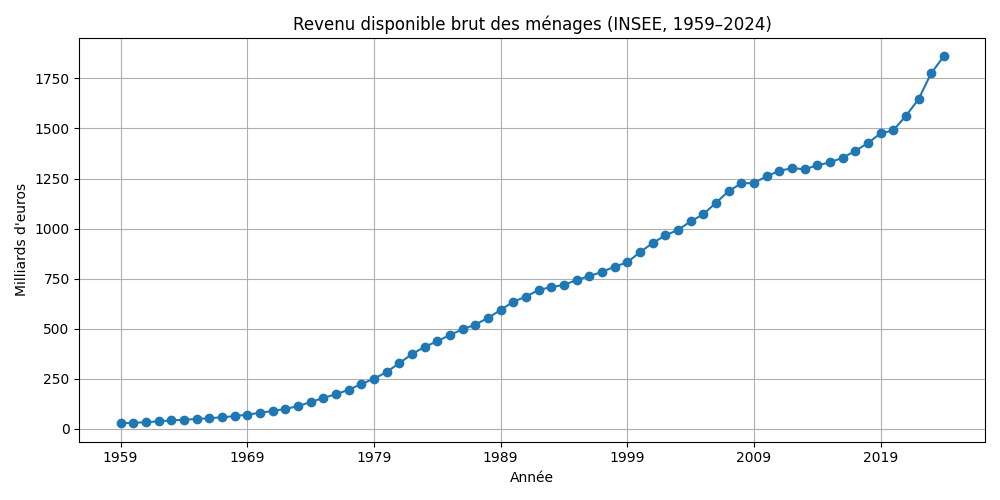 Revenu disponible brut des ménages (INSEE, 1959–2024)
Milliards d'euros
1750
1500
1250
1000
750
500
250
0
1959 1969 1979 1989 1999 2009 2019
Année